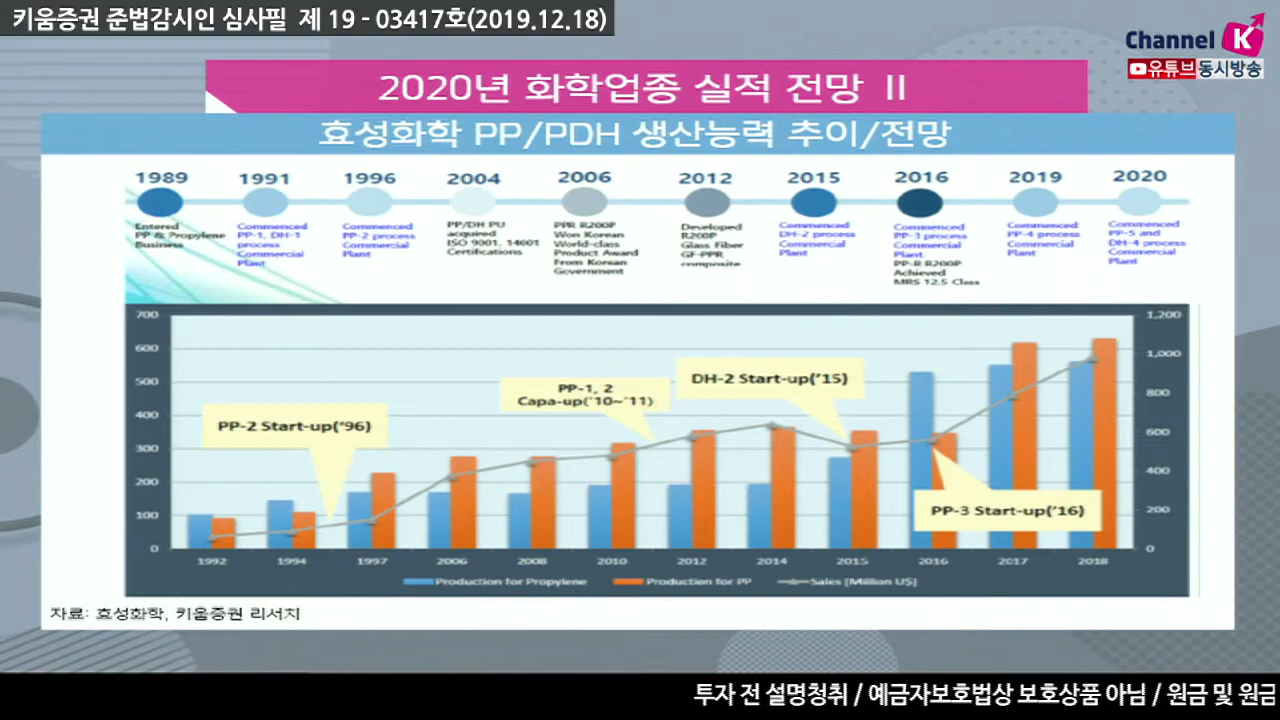 키움증권 준법감시인 심사필 제 19 - 03417호(2019.12.18)
Channel K
유튜브 동시방송
2020년 화학업종 실적 전망 II
효성화학 PP/PDH 생산능력 추이/전망
1989 1991 1996 2004 2006 2012 2015 2016 2019 2020
Entered
PP & Propylene
Business
Commenced
PP-1, DH-1
process
Commercial
Plant
Commenced
PP-2 process
Commercial
Plant
PP/DH PU
acquired
ISO 9001, 14001
Certifications
PPR R200P
Won Korean
World-class
Product Award
From Korean
Government
Developed
R200P
Glass Fiber
GF-PPR
composite
Commenced
DH-2 process
Commercial
Plant
Commenced
PP-3 process
Commercial
Plant.
PP-R R200P
Achieved
MRS 12.5 Class
Commenced
PP-4 process
Commercial
Plant
Commenced
PP-5 and
DH-4 process
Commercial
Plant
700 1,200
600 1,000
500 800
400 600
300 400
200 200
100 0
0
PP-2 Start-up('96)
PP-1, 2
Capa-up('10~'11)
DH-2 Start-up('15)
PP-3 Start-up('16)
1992 1994 1997 2006 2008 2010 2012 2014 2015 2016 2017 2018
Production for Propylene Production for PP Sales [Million U$]
자료: 효성화학, 키움증권 리서치
투자 전 설명청취 / 예금자보호법상 보호상품 아님 / 원금 및 원금